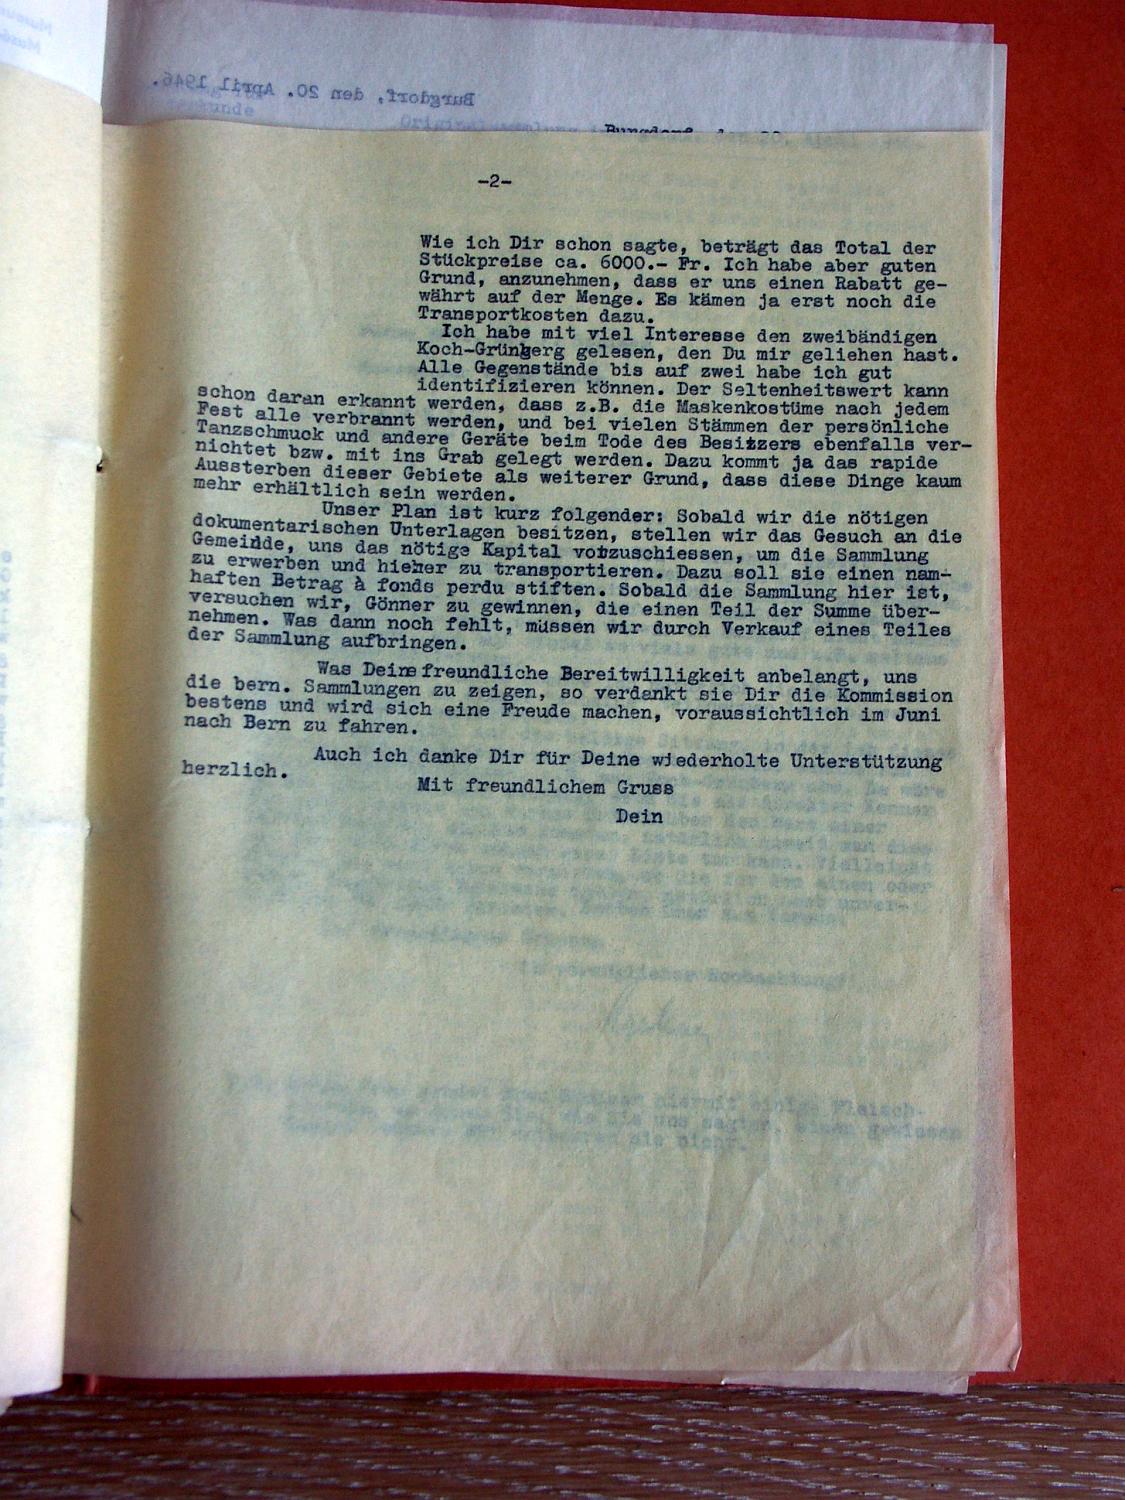 Burgdorf, den 20. April 1946.
-2-
Wie ich Dir schon sagte, beträgt das Total der
Stückpreise ca. 6000.- Fr. Ich habe aber guten
Grund, anzunehmen, dass er uns einen Rabatt ge-
währt auf der Menge. Es kämen ja erst noch die
Transportkosten dazu.
Ich habe mit viel Interesse den zweibändigen
Koch-Grünberg gelesen, den Du mir geliehen hast.
Alle Gegenstände bis auf zwei habe ich gut
identifizieren können. Der Seltenheitswert kann
schon daran erkannt werden, dass z.B. die Maskenkostüme nach jedem
Fest alle verbrannt werden, und bei vielen Stämmen der persönliche
Tanzschmuck und andere Geräte beim Tode des Besitzers ebenfalls ver-
nichtet bzw. mit ins Grab gelegt werden. Dazu kommt ja das rapide
Aussterben dieser Gebiete als weiterer Grund, dass diese Dinge kaum
mehr erhältlich sein werden.
Unser Plan ist kurz folgender: Sobald wir die nötigen
dokumentarischen Unterlagen besitzen, stellen wir das Gesuch an die
Gemeinde, uns das nötige Kapital vorzuschiessen, um die Sammlung
zu erwerben und hieher zu transportieren. Dazu soll sie einen nam-
haften Betrag à fonds perdu stiften. Sobald die Sammlung hier ist,
versuchen wir, Gönner zu gewinnen, die einen Teil der Summe über-
nehmen. Was dann noch fehlt, müssen wir durch Verkauf eines Teiles
der Sammlung aufbringen.
Was Deine freundliche Bereitwilligkeit anbelangt, uns
die bern. Sammlungen zu zeigen, so verdankt sie Dir die Kommission
bestens und wird sich eine Freude machen, voraussichtlich im Juni
nach Bern zu fahren.
Auch ich danke Dir für Deine wiederholte Unterstützung
herzlich.
Mit freundlichem Gruss
Dein